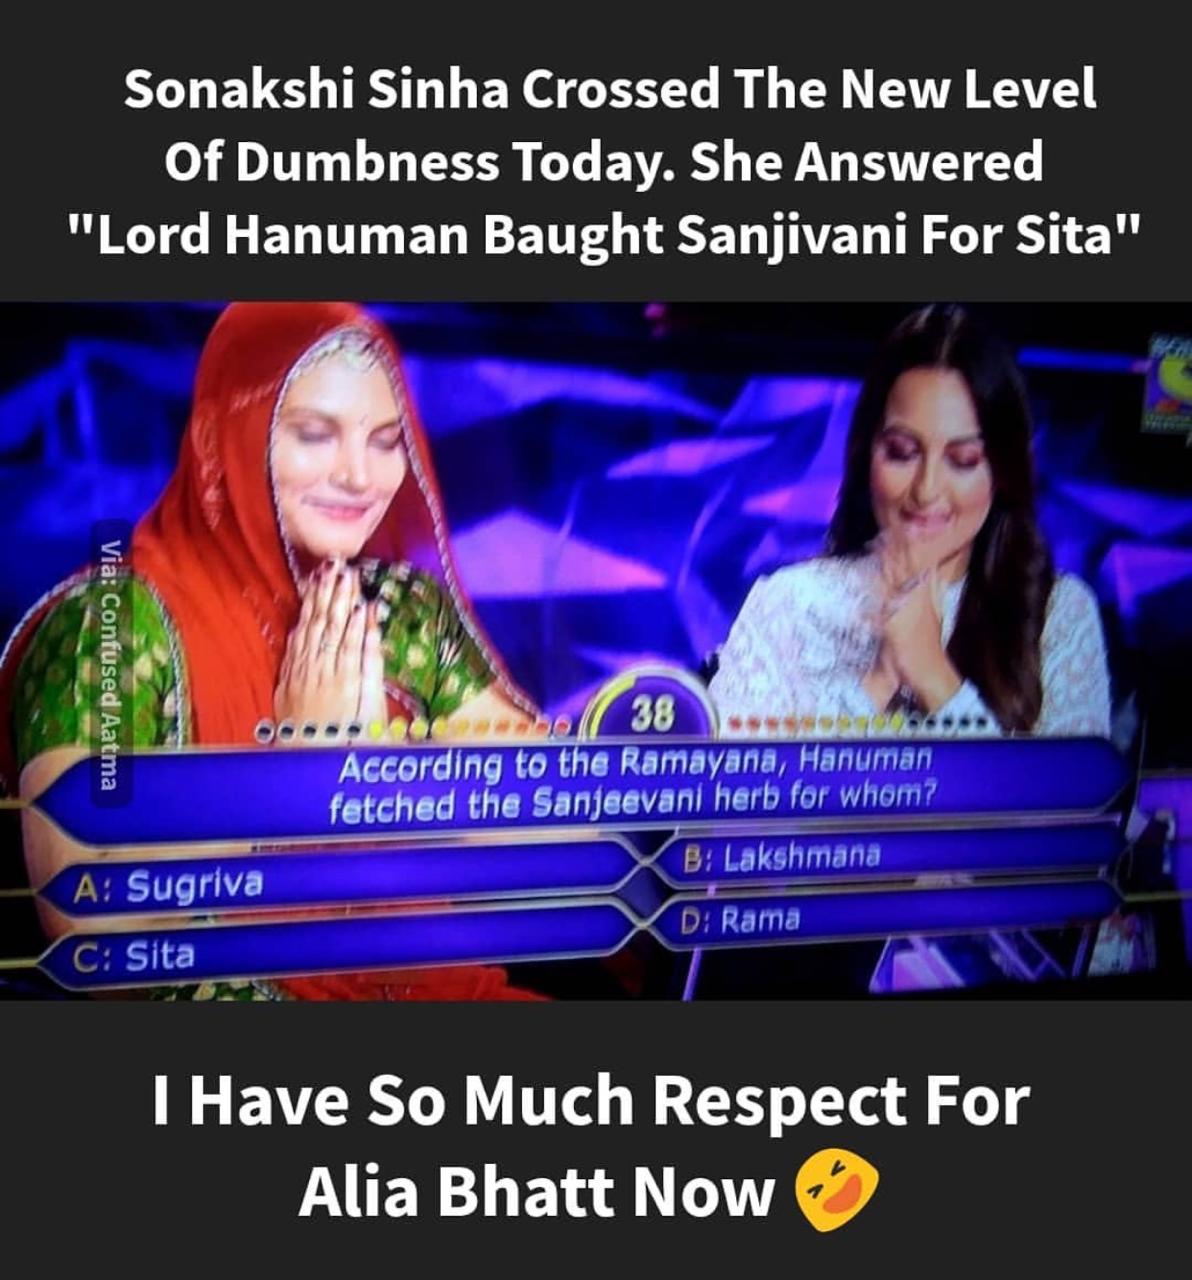 Sonakshi Sinha Crossed The New Level
Of Dumbness Today. She Answered
"Lord Hanuman Baught Sanjivani For Sita"
Via: Confused Aatma
38
According to the Ramayana, Hanuman
fetched the Sanjeevani herb for whom?
A: Sugriva
B: Lakshmana
C: Sita
D: Rama
I Have So Much Respect For
Alia Bhatt Now 🤣